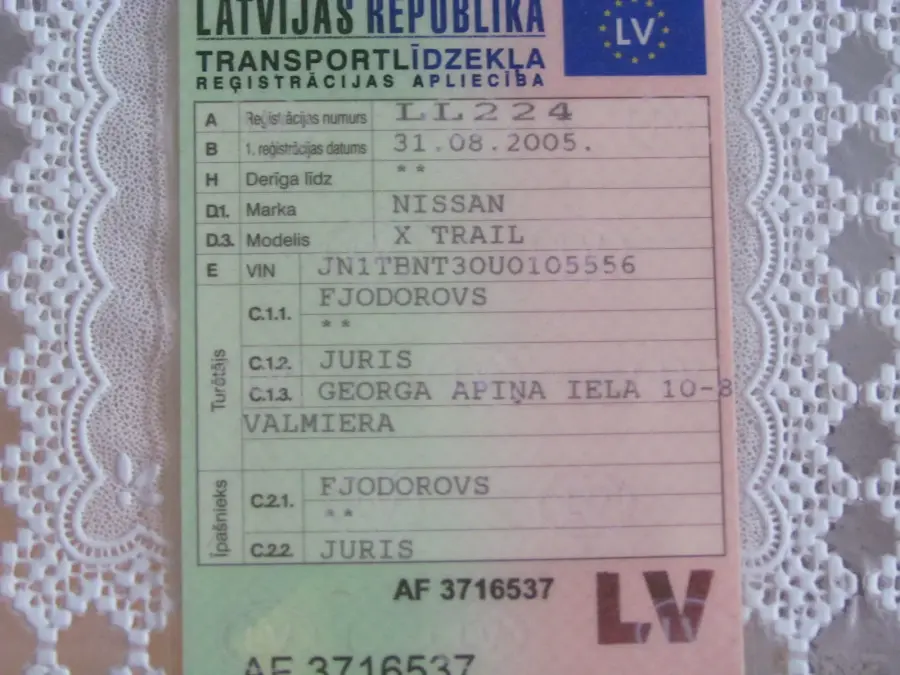 LATVIJAS REPUBLIKA
LV
TRANSPORTLĪDZEKĻA
REĢISTRĀCIJAS APLIECĪBA
A Reģistrācijas numurs LL224
B 1. reģistrācijas datums 31.08.2005.
H Derīga līdz **
D.1. Marka NISSAN
D.3. Modelis X TRAIL
E VIN JN1TBNT30U0105556
Turētājs
C.1.1. FJODOROVS
**
C.1.2. JURIS
C.1.3. GEORGA APIŅA IELA 10-8
VALMIERA
Īpašnieks
C.2.1. FJODOROVS
**
C.2.2. JURIS
AF 3716537
LV
AF 3716537